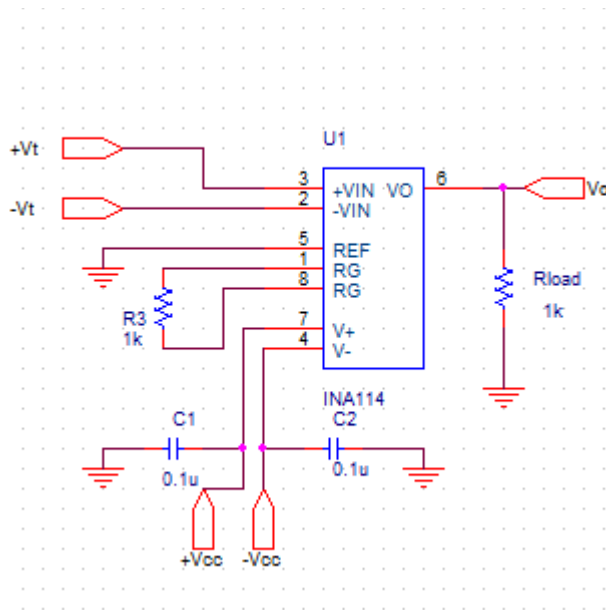 U1
+Vt
3
+VIN VO
6
-Vt
2
-VIN
5
REF
1
RG
8
RG
R3
1k
7
V+
4
V-
Rload
1k
INA114
C1
C2
0.1u
0.1u
+Vcc
-Vcc